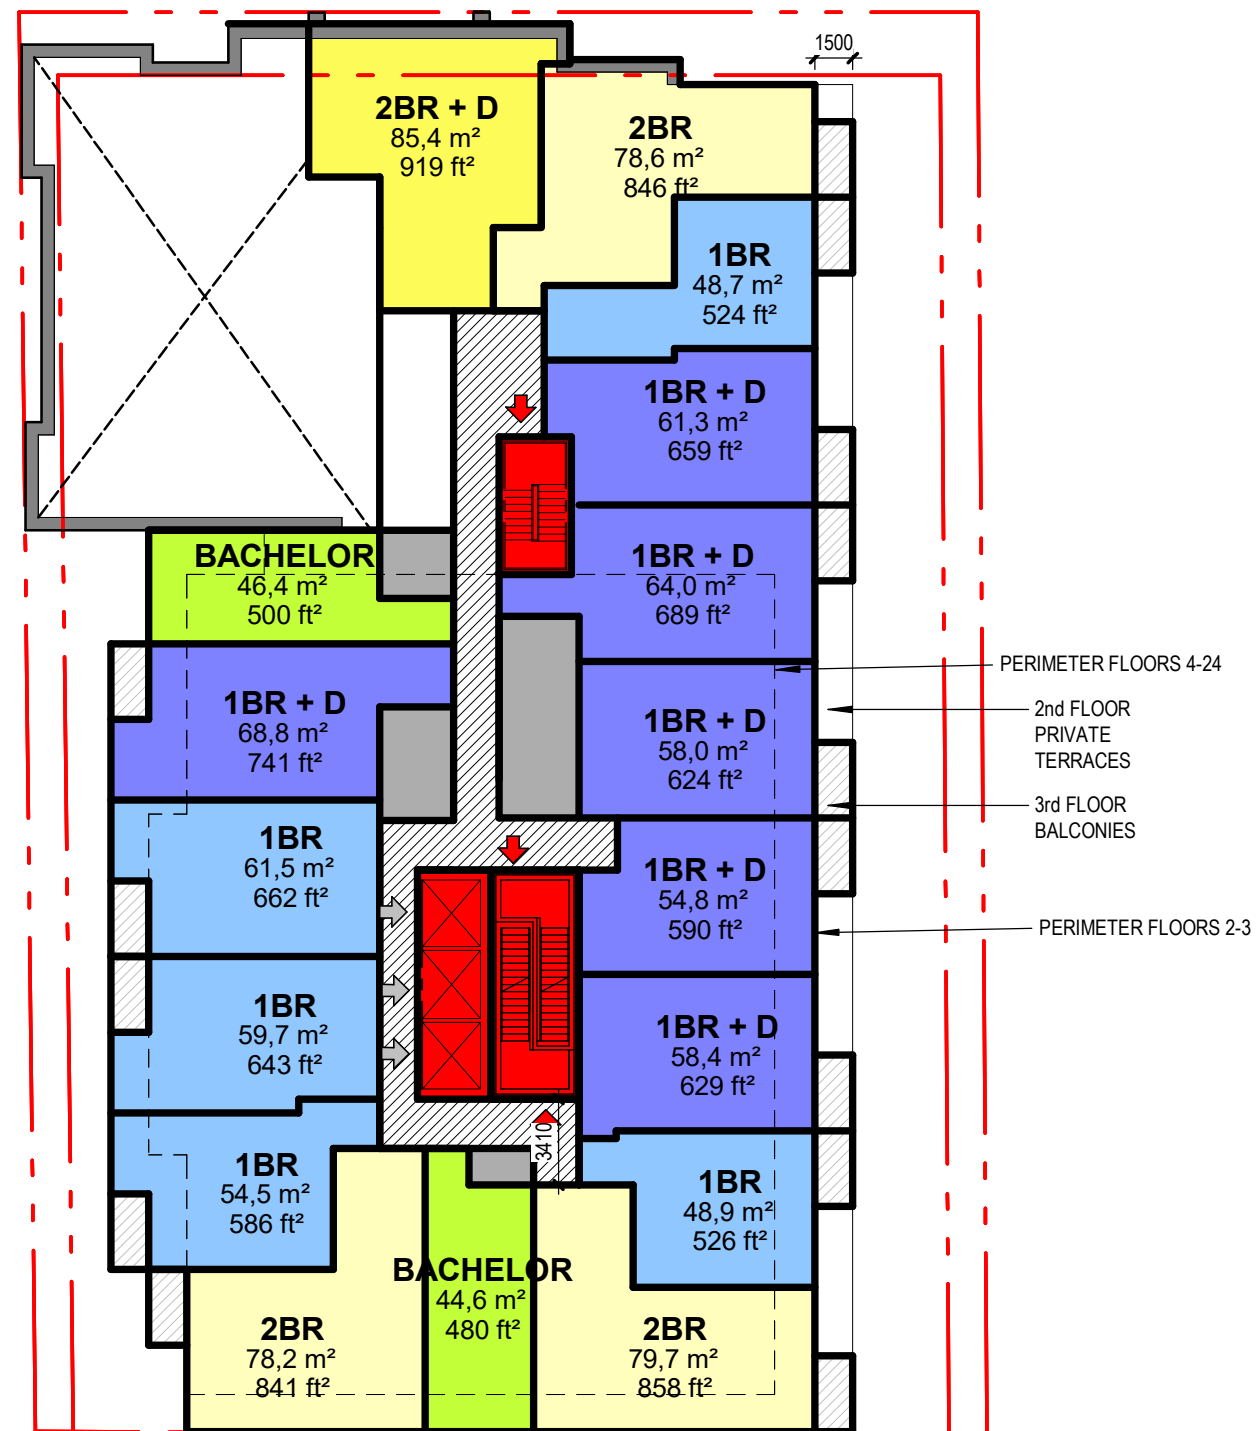 1500
2BR + D
85,4 m²
919 ft²
2BR
78,6 m²
846 ft²
1BR
48,7 m²
524 ft²
1BR + D
61,3 m²
659 ft²
BACHELOR
46,4 m²
500 ft²
1BR + D
64,0 m²
689 ft²
PERIMETER FLOORS 4-24
1BR + D
68,8 m²
741 ft²
1BR + D
58,0 m²
624 ft²
2nd FLOOR
PRIVATE
TERRACES
3rd FLOOR
BALCONIES
1BR
61,5 m²
662 ft²
1BR + D
54,8 m²
590 ft²
PERIMETER FLOORS 2-3
1BR
59,7 m²
643 ft²
1BR + D
58,4 m²
629 ft²
3410
1BR
54,5 m²
586 ft²
1BR
48,9 m²
526 ft²
BACHELOR
44,6 m²
480 ft²
2BR
78,2 m²
841 ft²
2BR
79,7 m²
858 ft²